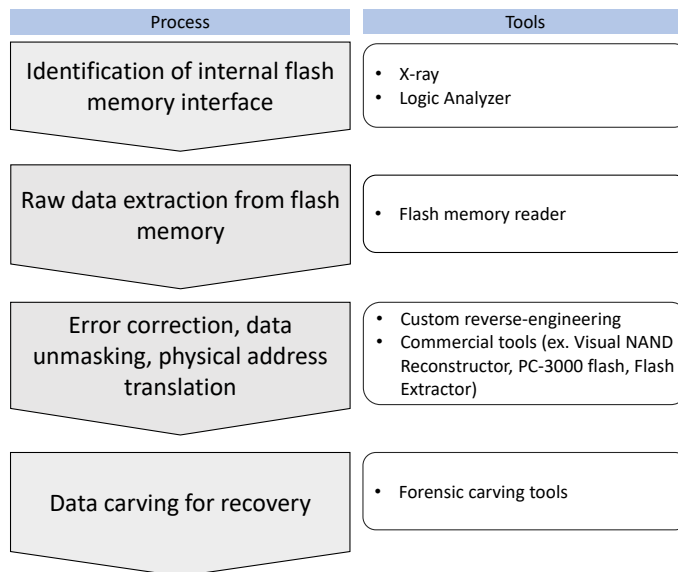 Process
Tools
Identification of internal flash
memory interface
• X-ray
• Logic Analyzer
Raw data extraction from flash
memory
• Flash memory reader
Error correction, data
unmasking, physical address
translation
• Custom reverse-engineering
• Commercial tools (ex. Visual NAND
Reconstructor, PC-3000 flash, Flash
Extractor)
Data carving for recovery
• Forensic carving tools